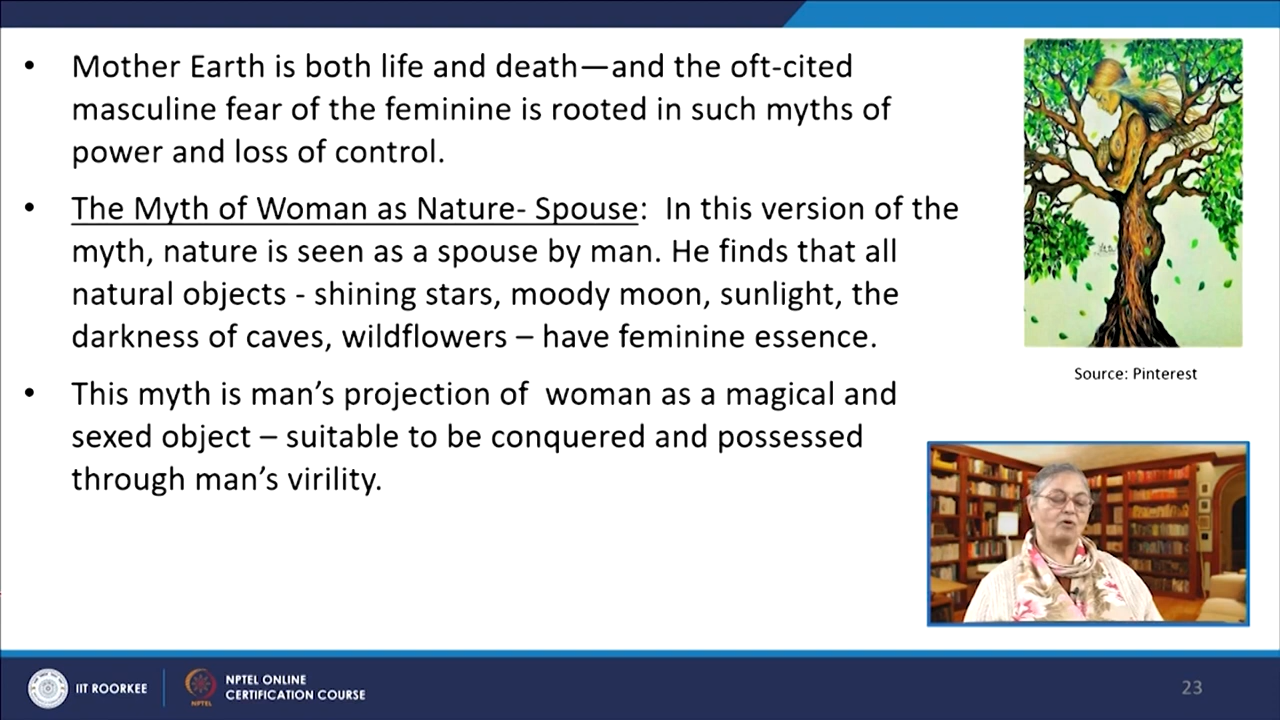 • Mother Earth is both life and death—and the oft-cited
masculine fear of the feminine is rooted in such myths of
power and loss of control.
• The Myth of Woman as Nature- Spouse: In this version of the
myth, nature is seen as a spouse by man. He finds that all
natural objects - shining stars, moody moon, sunlight, the
darkness of caves, wildflowers – have feminine essence.
• This myth is man’s projection of  woman as a magical and
sexed object – suitable to be conquered and possessed
through man’s virility.
Source: Pinterest
IIT ROORKEE
NPTEL
NPTEL ONLINE
CERTIFICATION COURSE
23